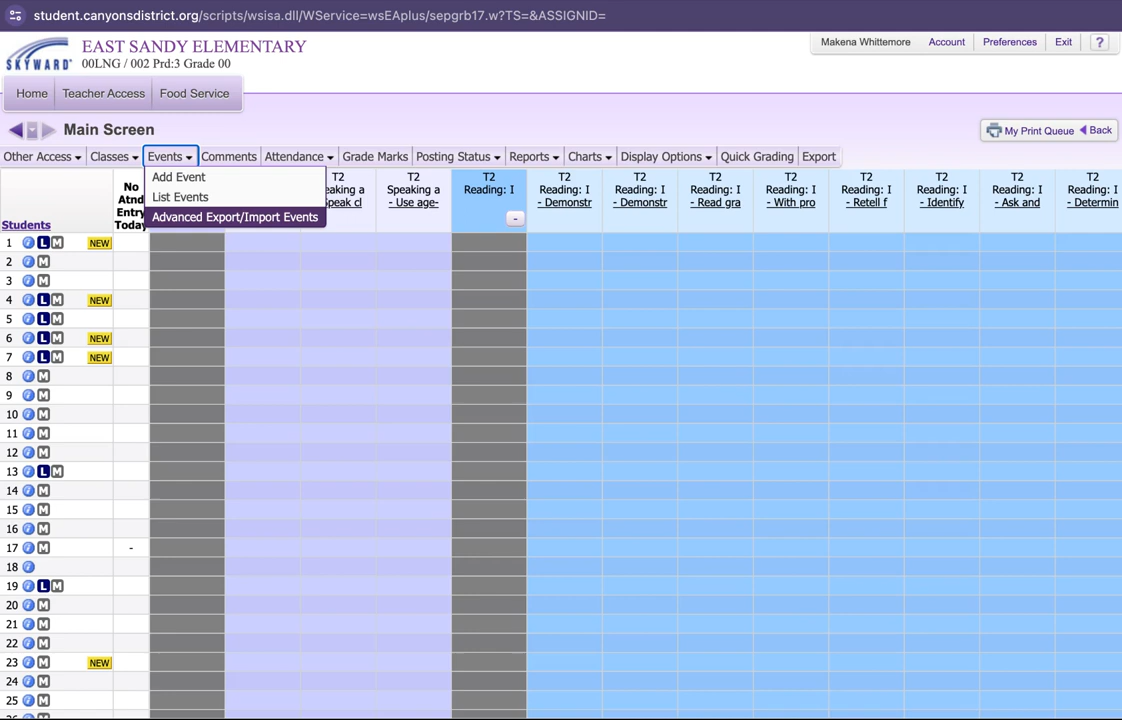 student.canyonsdistrict.org/scripts/wsisa.dll/WService=wsEAplus/sepgrb17.w?TS=&ASSIGNID=
SKYWARD
EAST SANDY ELEMENTARY
00LNG / 002 Prd:3 Grade 00
Makena Whittemore Account Preferences Exit ?
Home Teacher Access Food Service
Main Screen
My Print Queue Back
Other Access Classes Events Comments Attendance Grade Marks Posting Status Reports Charts Display Options Quick Grading Export
Add Event
List Events
Advanced Export/Import Events
Students
No
Atnd
Entry
Today
T2
eaking a
Speak cl
T2
Speaking a
- Use age-
T2
Reading: I
-
T2
Reading: I
- Demonstr
T2
Reading: I
- Demonstr
T2
Reading: I
- Read gra
T2
Reading: I
- With pro
T2
Reading: I
- Retell f
T2
Reading: I
- Identify
T2
Reading: I
- Ask and
T2
Reading: I
- Determin
1 i L M NEW
2 i M
3 i M
4 i L M NEW
5 i L M
6 i L M NEW
7 i L M NEW
8 i M
9 i M
10 i M
11 i M
12 i M
13 i L M
14 i M
15 i M
16 i M
17 i M -
18 i
19 i L M
20 i M
21 i M
22 i M
23 i M NEW
24 i M
25 i M